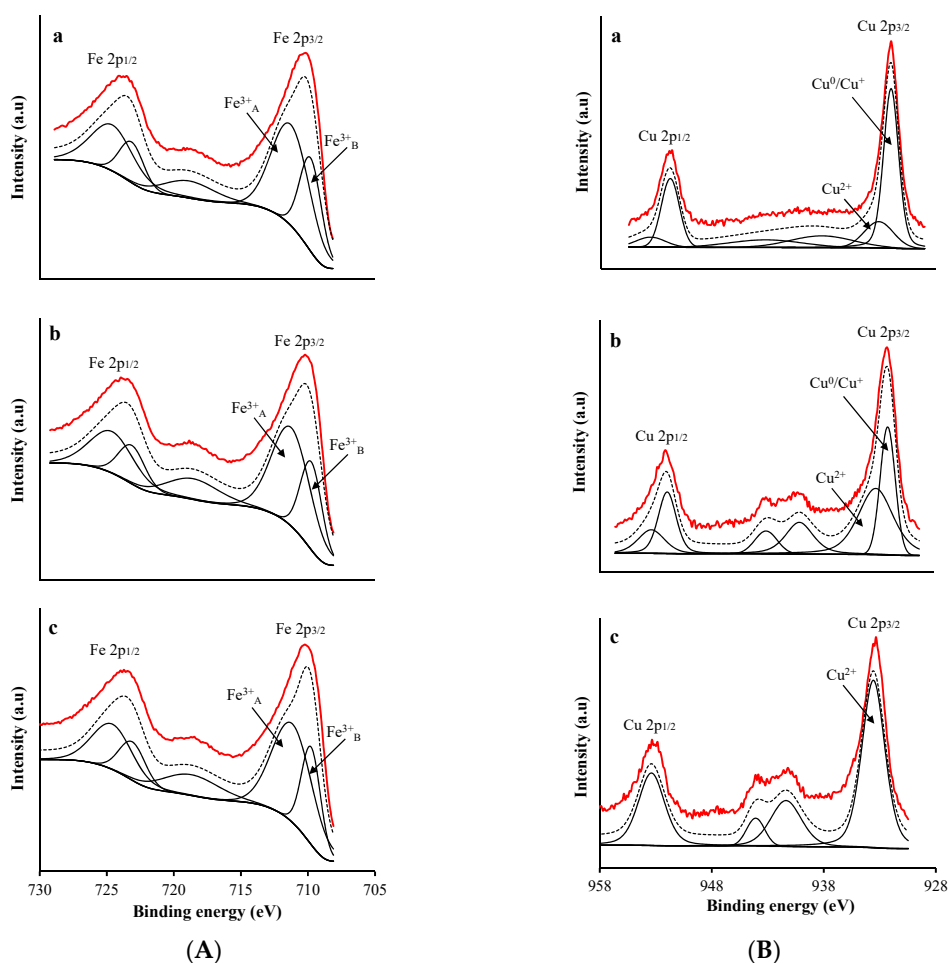 a
Fe 2p1/2
Fe 2p3/2
Fe3+A
Fe3+B
Intensity (a.u)
b
Fe 2p1/2
Fe 2p3/2
Fe3+A
Fe3+B
Intensity (a.u)
c
Fe 2p1/2
Fe 2p3/2
Fe3+A
Fe3+B
Intensity (a.u)
730 725 720 715 710 705
Binding energy (eV)
(A)
a
Cu 2p3/2
Cu0/Cu+
Cu 2p1/2
Cu2+
Intensity (a.u)
b
Cu 2p3/2
Cu0/Cu+
Cu 2p1/2
Cu2+
Intensity (a.u)
c
Cu 2p3/2
Cu2+
Cu 2p1/2
Intensity (a.u)
958 948 938 928
Binding energy (eV)
(B)